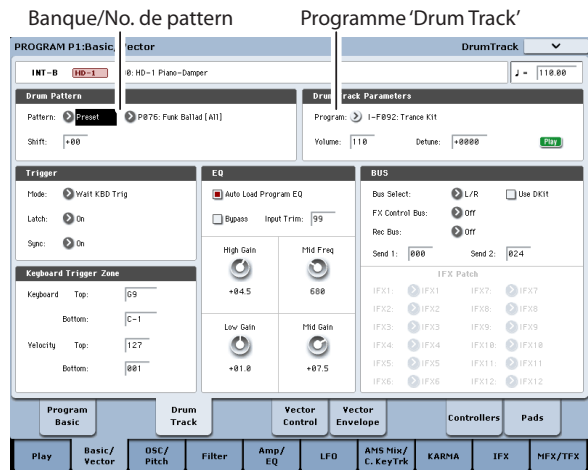 Banque/No. de pattern
Programme ‘Drum Track’
PROGRAM P1:Basic/ ector
DrumTrack
INT-B HD-1 0: HD-1 Piano-Damper
♩ = 110.00
Drum Pattern
Pattern: Preset P076: Funk Ballad [All]
Shift: +00
Drum Track Parameters
Program: I-F092: Trance Kit
Volume: 110 Detune: +0000 Play
Trigger
Mode: Wait KBD Trig
Latch: On
Sync: On
Keyboard Trigger Zone
Keyboard Top: G9
Bottom: C-1
Velocity Top: 127
Bottom: 001
EQ
Auto Load Program EQ
Bypass Input Trim: 99
High Gain Mid Freq
+04.5 680
Low Gain Mid Gain
+01.0 +07.5
BUS
Bus Select: L/R Use DKit
FX Control Bus: Off
Rec Bus: Off
Send 1: 000 Send 2: 024
IFX Patch
IFX1: IFX1 IFX7: IFX7
IFX2: IFX2 IFX8: IFX8
IFX3: IFX3 IFX9: IFX9
IFX4: IFX4 IFX10: IFX10
IFX5: IFX5 IFX11: IFX11
IFX6: IFX6 IFX12: IFX12
Program Basic
Drum Track
Vector Control
Vector Envelope
Controllers
Pads
Play
Basic/ Vector
OSC/ Pitch
Filter
Amp/ EQ
LFO
AMS Mix/ C.KeyTrk
KARMA
IFX
MFX/TFX